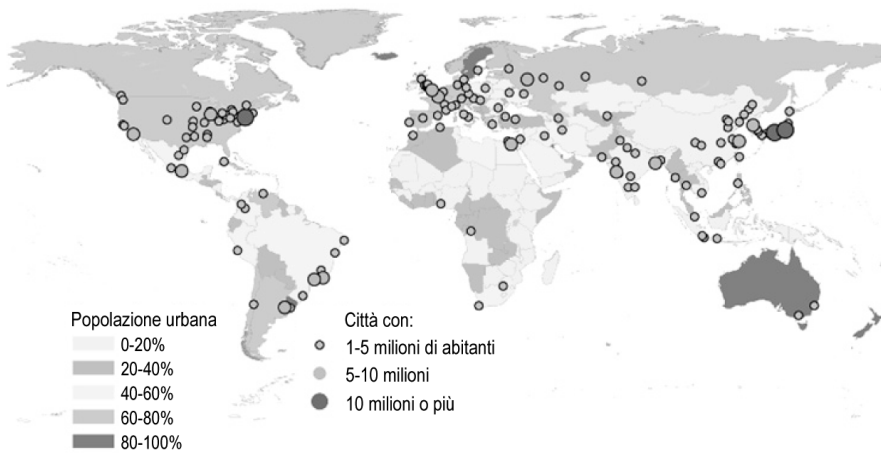 Popolazione urbana
0-20%
20-40%
40-60%
60-80%
80-100%
Città con:
1-5 milioni di abitanti
5-10 milioni
10 milioni o più